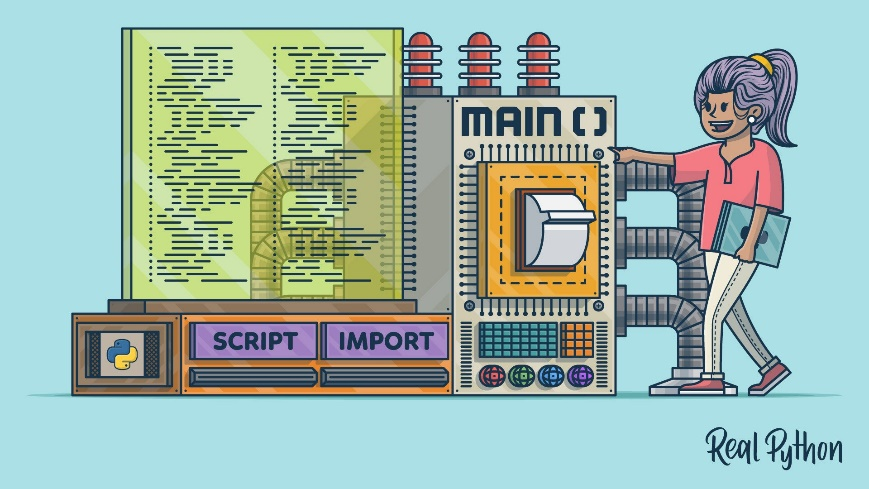 MAIN ( )
SCRIPT
IMPORT
Real Python